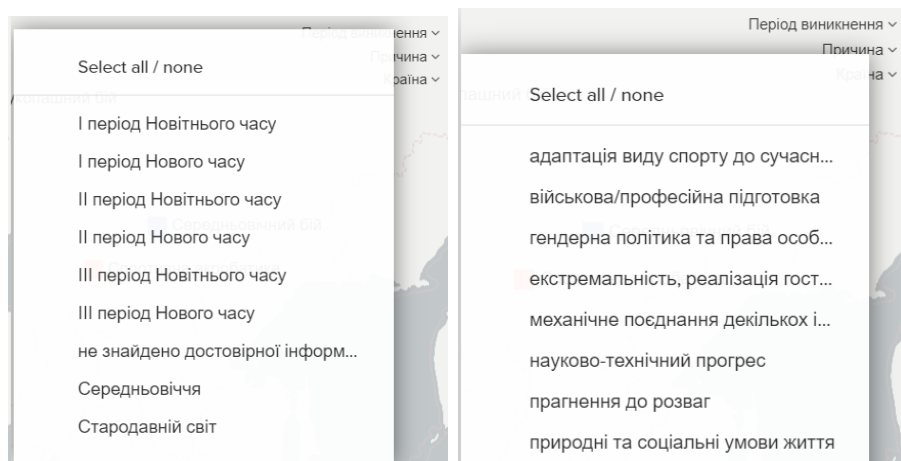 Період виникнення
Причина
Країна
Select all / none
І період Новітнього часу
І період Нового часу
ІІ період Новітнього часу
ІІ період Нового часу
ІІІ період Новітнього часу
ІІІ період Нового часу
не знайдено достовірної інформ...
Середньовіччя
Стародавній світ
Середньовічний бій
Період виникнення
Причина
Країна
Select all / none
адаптація виду спорту до сучасн...
військова/професійна підготовка
гендерна політика та права особ...
екстремальність, реалізація гост...
механічне поєднання декількох і...
науково-технічний прогрес
прагнення до розваг
природні та соціальні умови життя